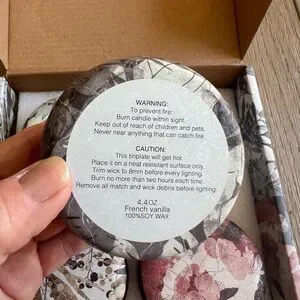 WARNING:
To prevent fire:
Burn candle within sight.
Keep out of reach of children and pets.
Never near anything that can catch fire.
CAUTION:
This tinplate will get hot.
Place it on a heat resistant surface only.
Trim wick to 8mm before every lighting.
Burn no more than two hours each time.
Remove all match and wick debris before lighting.
4.4 OZ
French vanilla
100%SOY WAX